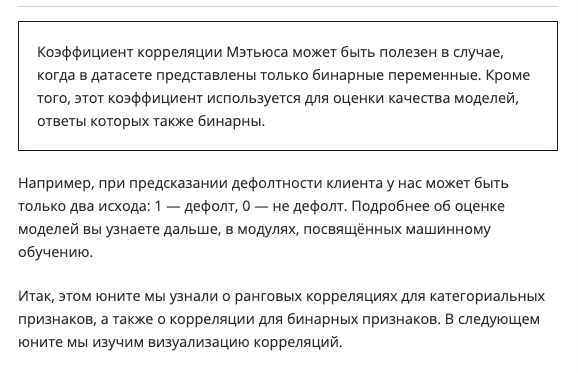 Коэффициент корреляции Мэтьюса может быть полезен в случае,
когда в датасете представлены только бинарные переменные. Кроме
того, этот коэффициент используется для оценки качества моделей,
ответы которых также бинарны.
Например, при предсказании дефолтности клиента у нас может быть
только два исхода: 1 — дефолт, 0 — не дефолт. Подробнее об оценке
моделей вы узнаете дальше, в модулях, посвящённых машинному
обучению.
Итак, этом юните мы узнали о ранговых корреляциях для категориальных
признаков, а также о корреляции для бинарных признаков. В следующем
юните мы изучим визуализацию корреляций.